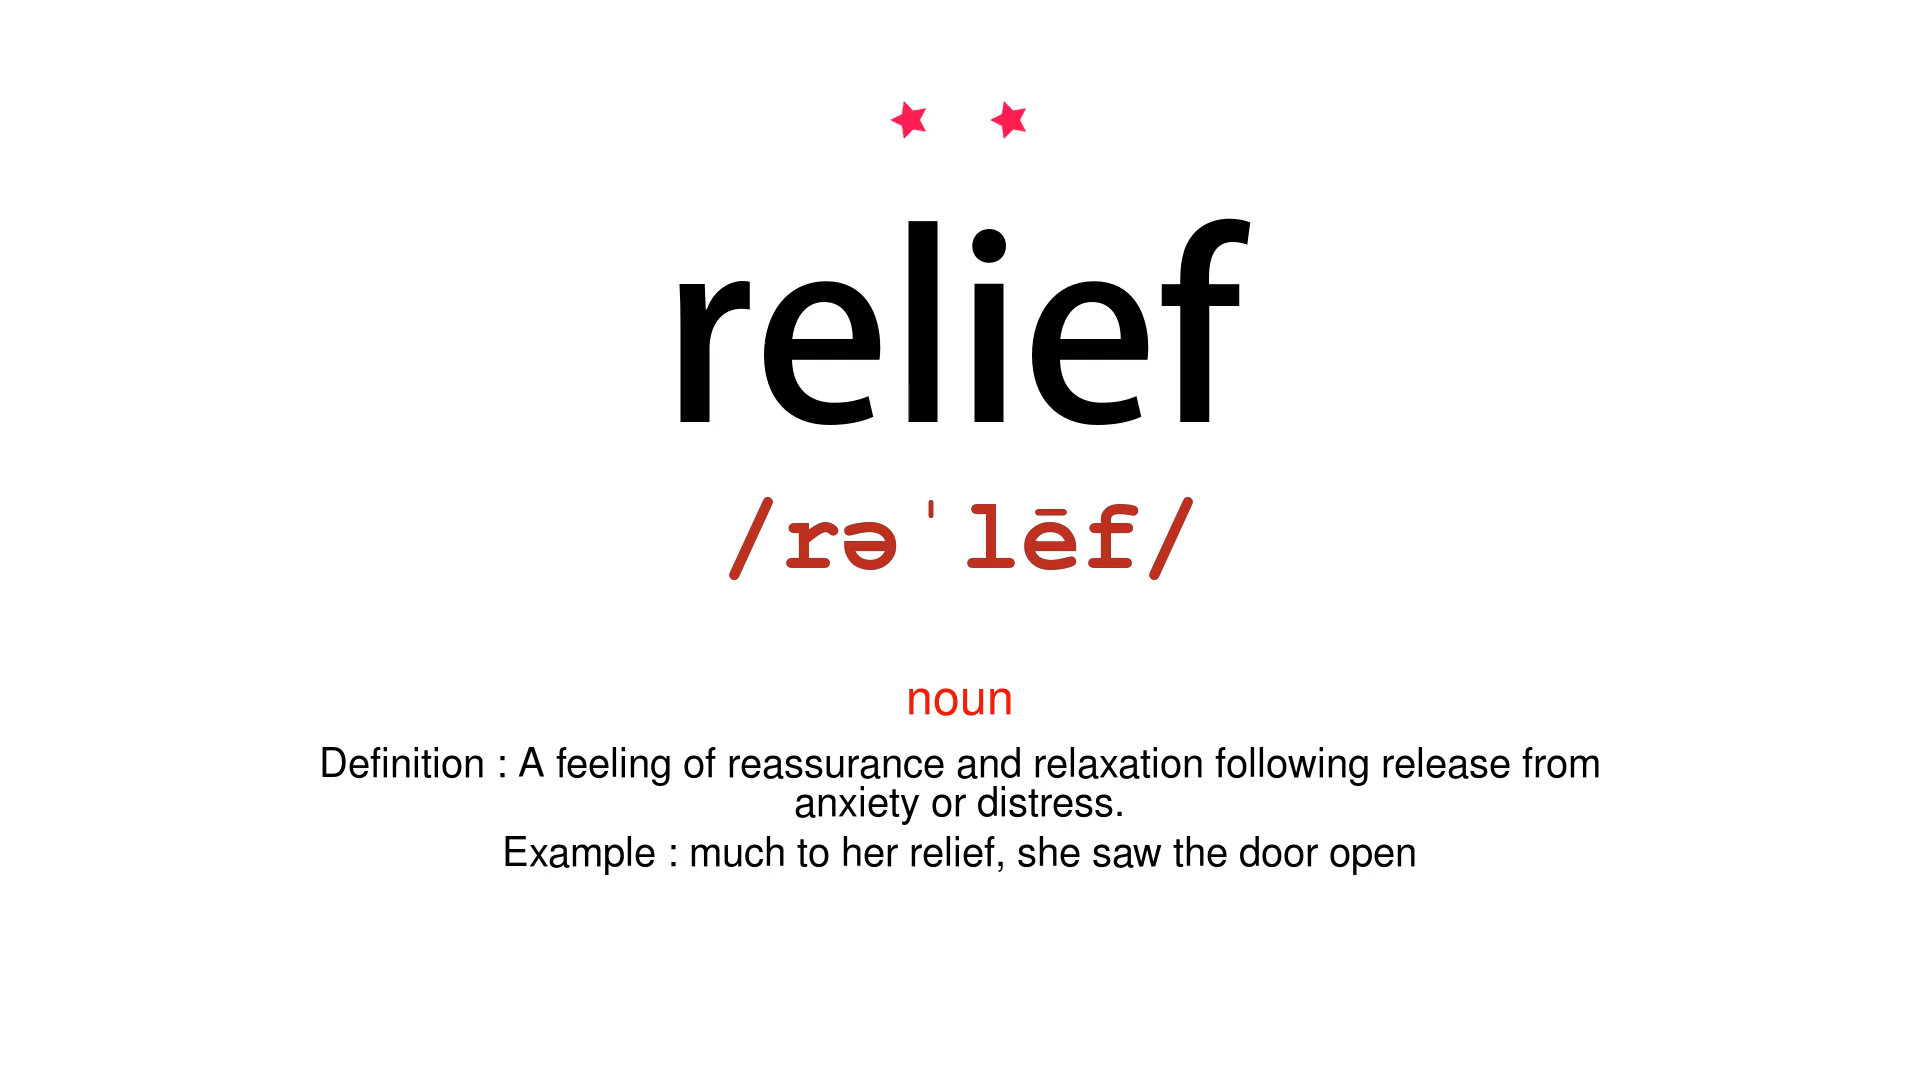 relief
/rəˈlēf/
noun
Definition : A feeling of reassurance and relaxation following release from
anxiety or distress.
Example : much to her relief, she saw the door open